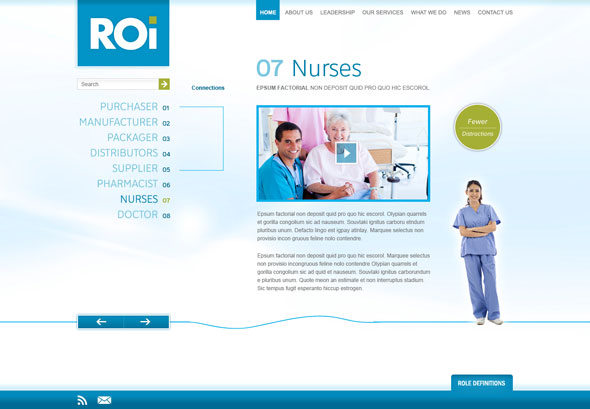 ROi
HOME ABOUT US LEADERSHIP OUR SERVICES WHAT WE DO NEWS CONTACT US
Search
Connections
PURCHASER 01
MANUFACTURER 02
PACKAGER 03
DISTRIBUTORS 04
SUPPLIER 05
PHARMACIST 06
NURSES 07
DOCTOR 08
07 Nurses
EPSUM FACTORIAL NON DEPOSIT QUID PRO QUO HIC ESCOROL.
Fewer
Distractions
Epsum factorial non deposit quid pro quo hic escorol. Olypian quarrels
et gorilla congolium sic ad nauseum. Souvlaki ignitus carboru etndum
pluribus unum. Defacto lingo est igpay atinlay. Marquee selectus non
provisio incon gruous feline nolo contendre.
Epsum factorial non deposit quid pro quo hic escorol. Marquee selectus non
provisio incongruous feline nolo contendre Olypian quarrels et gorilla
congolium sic ad quid et nauseum. Souvlaki ignitus carborundum
e pluribus unum. Quote meon an estimate et non interruptus stadium.
Sic tempus fugit esperanto hiccup estrogen.
ROLE DEFINITIONS